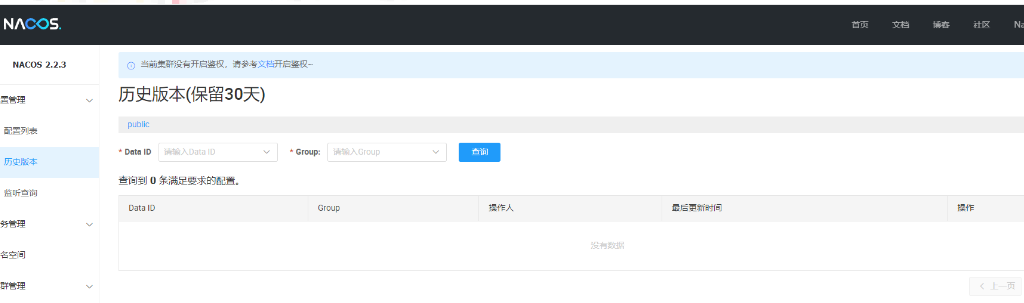 NACOS.
首页 文档 博客 社区 Na
NACOS 2.2.3
当前集群没有开启鉴权，请参考文档开启鉴权~
历史版本(保留30天)
置管理
public
配置列表
* Data ID 请输入Data ID * Group: 请输入Group 查询
历史版本
查询到 0 条满足要求的配置。
监听查询
Data ID Group 操作人 最后更新时间 操作
务管理
没有数据
名空间
群管理
上一页